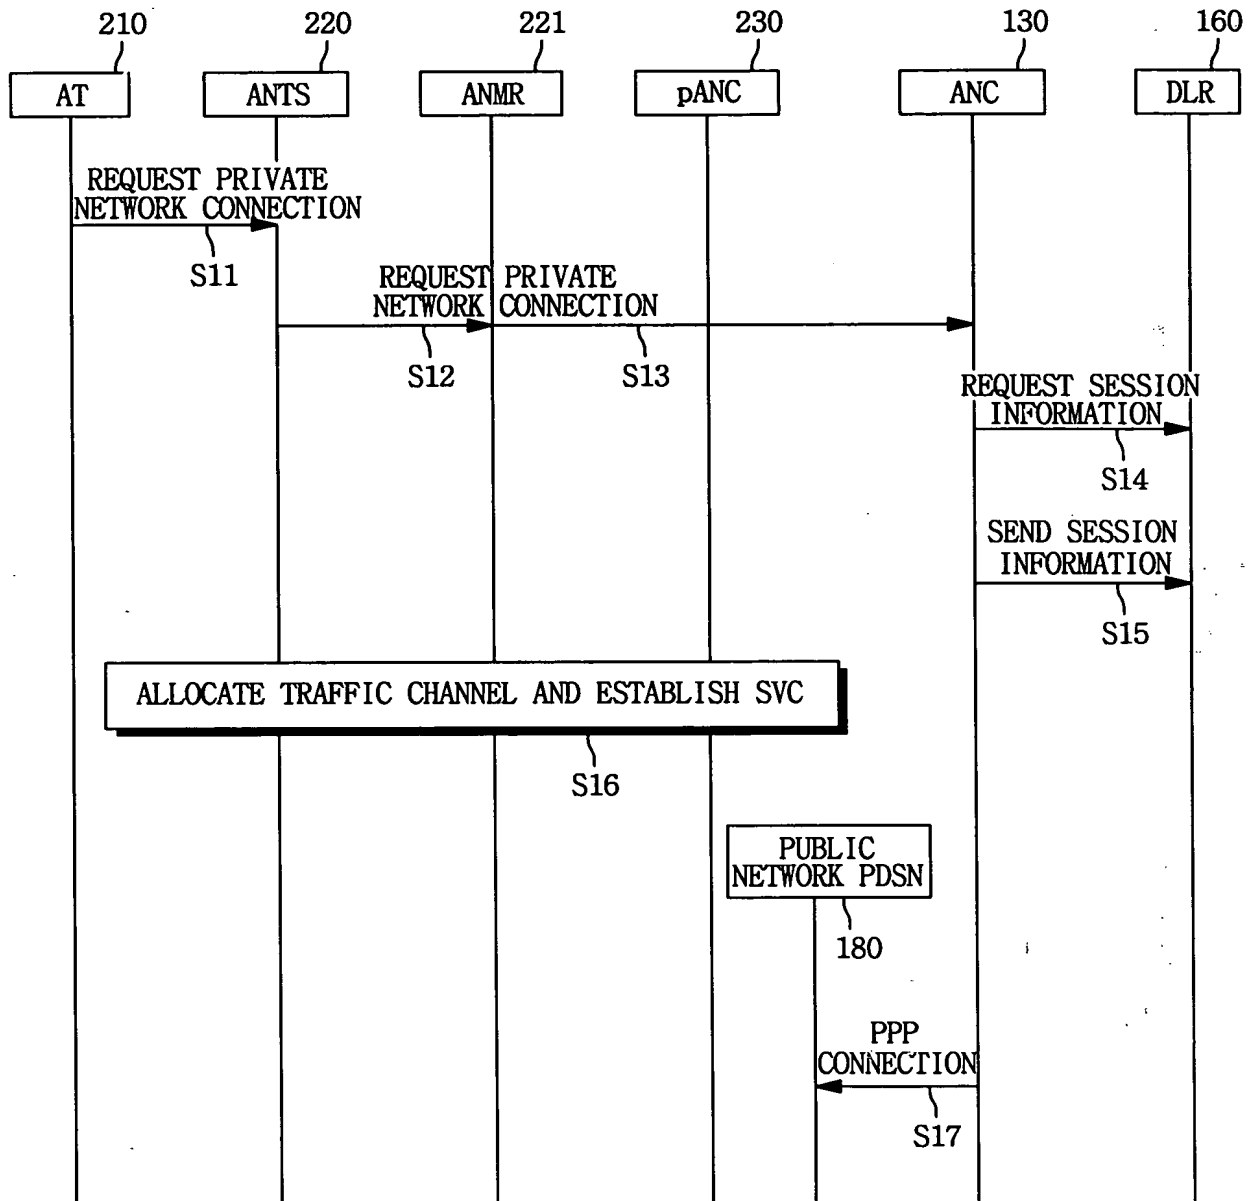 210 220 221 230 130 160
AT ANTS ANMR pANC ANC DLR
REQUEST PRIVATE
NETWORK CONNECTION
S11
REQUEST PRIVATE
NETWORK CONNECTION
S12 S13
REQUEST SESSION
INFORMATION
S14
SEND SESSION
INFORMATION
S15
ALLOCATE TRAFFIC CHANNEL AND ESTABLISH SVC
S16
PUBLIC
NETWORK PDSN
180
PPP
CONNECTION
S17